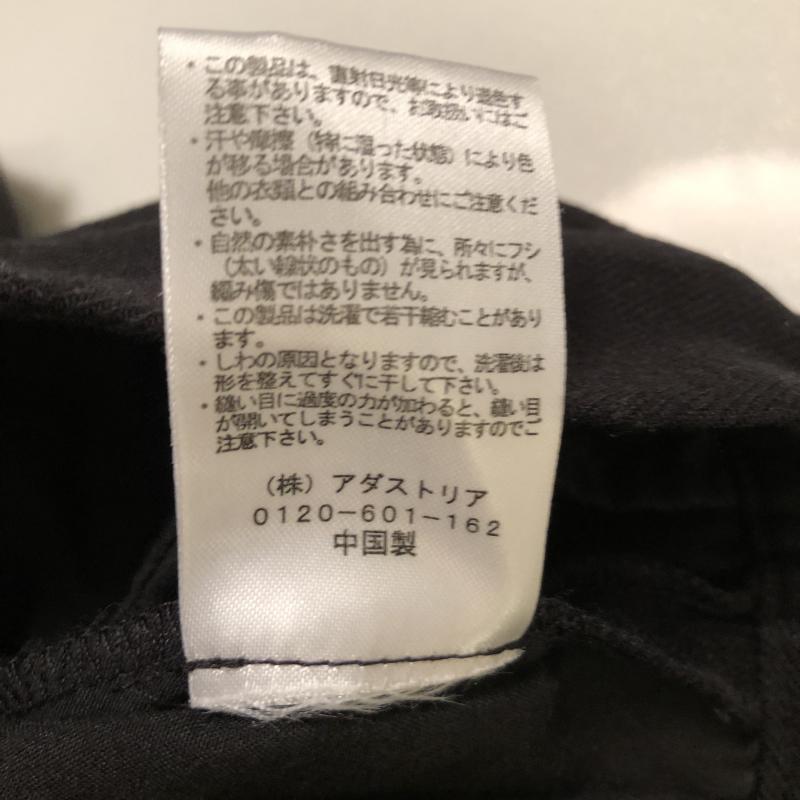 ・この製品は、直射日光等により退色す
る事がありますので、お取扱いにはご
注意下さい。
・汗や摩擦（特に湿った状態）により色
が移る場合があります。
他の衣類との組み合わせにご注意くだ
さい。
・自然の素朴さを出す為に、所々にフシ
（太い線状のもの）が見られますが、
編み傷ではありません。
・この製品は洗濯で若干縮むことがあり
ます。
・しわの原因となりますので、洗濯後は
形を整えてすぐに干して下さい。
・縫い目に過度の力が加わると、縫い目
が開いてしまうことがありますのでご
注意下さい。
（株）アダストリア
0120-601-162
中国製